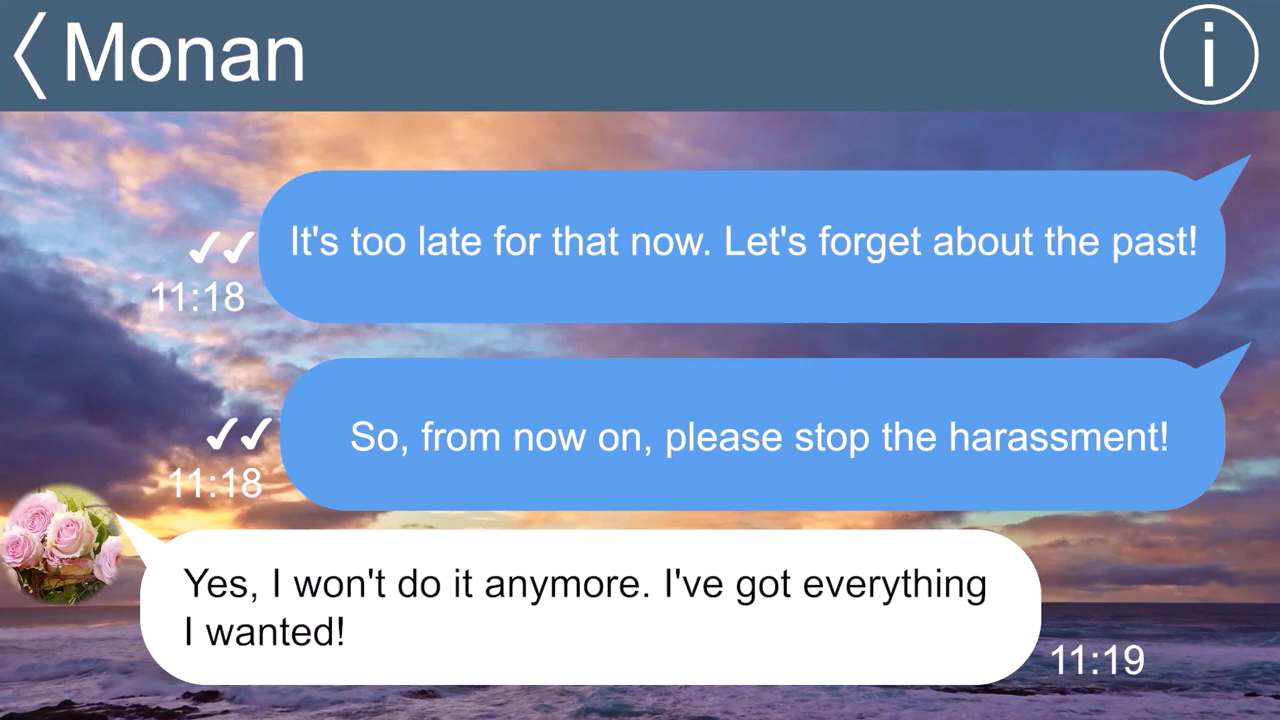 Monan
i
It's too late for that now. Let's forget about the past!
11:18
So, from now on, please stop the harassment!
11:18
Yes, I won't do it anymore. I've got everything
I wanted!
11:19